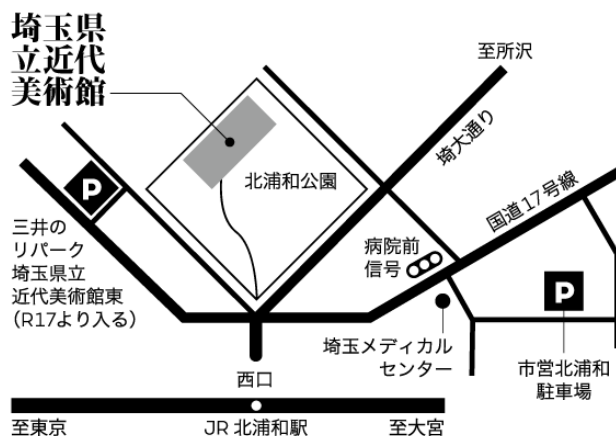 埼玉県
立近代
美術館
至所沢
埼大通り
北浦和公園
国道17号線
P
三井の
リパーク
埼玉県立
近代美術館東
(R17より入る)
病院前
信号
P
埼玉メディカル
センター
市営北浦和
駐車場
西口
至東京
JR 北浦和駅
至大宮